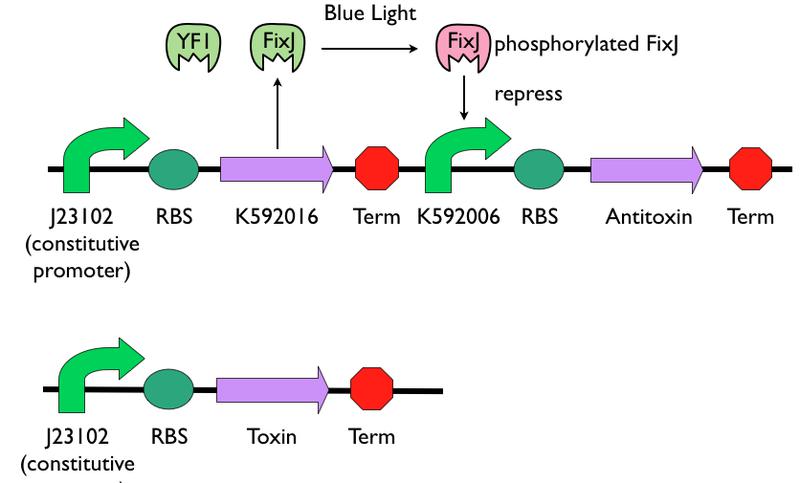 Blue Light
YF1 FixJ FixJ phosphorylated FixJ
repress
J23102 RBS K592016 Term K592006 RBS Antitoxin Term
(constitutive
promoter)
J23102 RBS Toxin Term
(constitutive